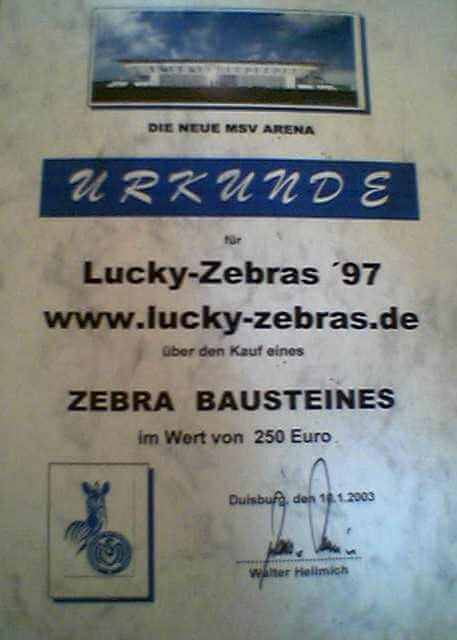 DIE NEUE MSV ARENA
URKUNDE
für
Lucky-Zebras ´97
www.lucky-zebras.de
über den Kauf eines
ZEBRA BAUSTEINES
im Wert von 250 Euro
Duisburg, den 1.2003
Walter Hellmich